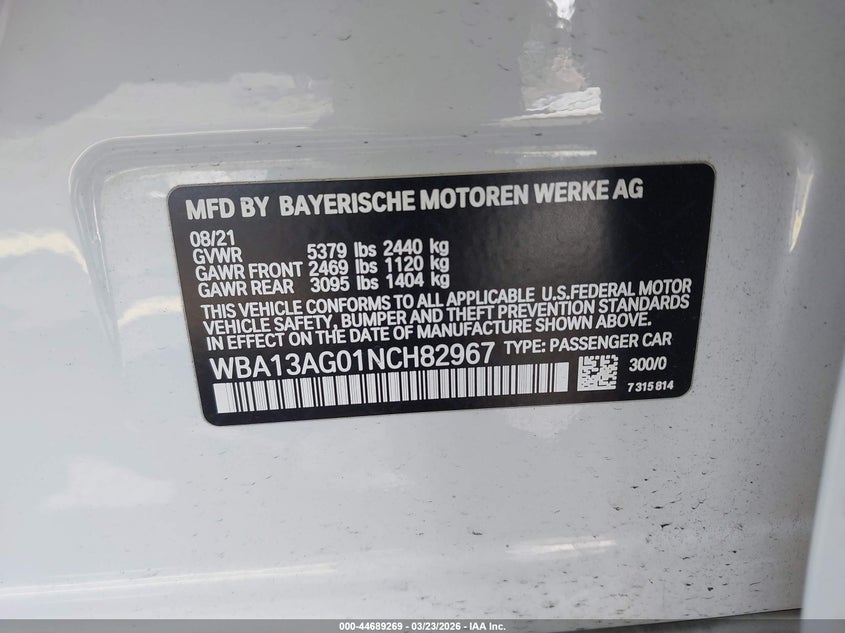 MFD BY BAYERISCHE MOTOREN WERKE AG
08/21
GVWR 5379 lbs 2440 kg
GAWR FRONT 2469 lbs 1120 kg
GAWR REAR 3095 lbs 1404 kg
THIS VEHICLE CONFORMS TO ALL APPLICABLE U.S.FEDERAL MOTOR
VEHICLE SAFETY, BUMPER AND THEFT PREVENTION STANDARDS
IN EFFECT ON THE DATE OF MANUFACTURE SHOWN ABOVE.
WBA13AG01NCH82967 TYPE: PASSENGER CAR
300/0
7 315 814
000-44689269 | 03/23/2026 | IAA Inc.